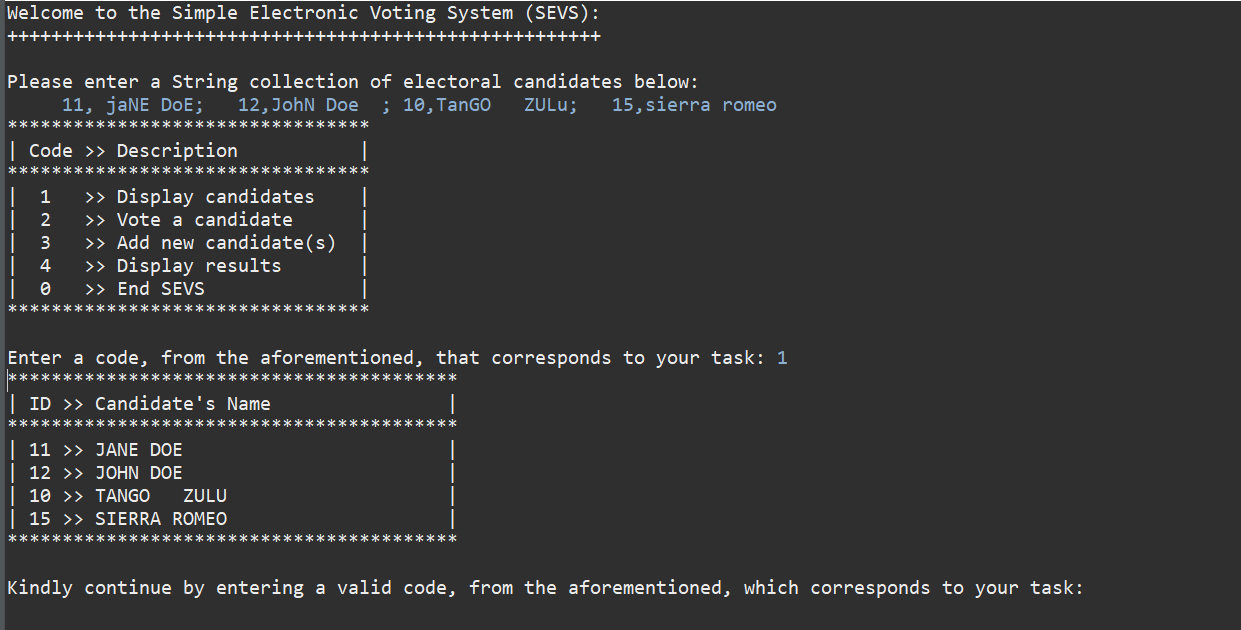 Welcome to the Simple Electronic Voting System (SEVS):
++++++++++++++++++++++++++++++++++++++++++++++++++++++

Please enter a String collection of electoral candidates below:
     11, jaNE DoE;   12,JohN Doe  ; 10,TanGO   ZULu;   15,sierra romeo
*********************************
| Code >> Description           |
*********************************
|  1   >> Display candidates    |
|  2   >> Vote a candidate      |
|  3   >> Add new candidate(s)  |
|  4   >> Display results       |
|  0   >> End SEVS              |
*********************************

Enter a code, from the aforementioned, that corresponds to your task: 1
*****************************************
| ID >> Candidate's Name                |
*****************************************
| 11 >> JANE DOE                        |
| 12 >> JOHN DOE                        |
| 10 >> TANGO   ZULU                    |
| 15 >> SIERRA ROMEO                    |
*****************************************

Kindly continue by entering a valid code, from the aforementioned, which corresponds to your task: